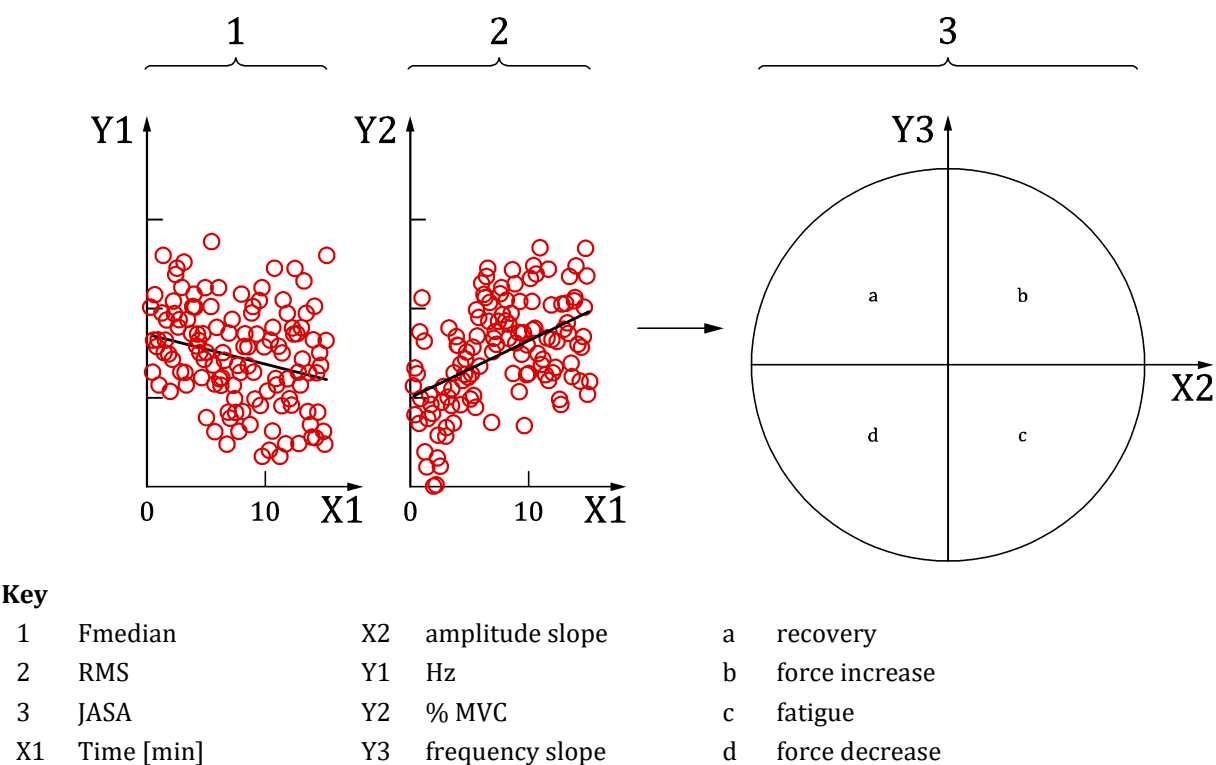 1 2 3
Y1 Y2 Y3
a b
X2
d c
0 10 X1 0 10 X1
Key
1 Fmedian X2 amplitude slope a recovery
2 RMS Y1 Hz b force increase
3 JASA Y2 % MVC c fatigue
X1 Time [min] Y3 frequency slope d force decrease